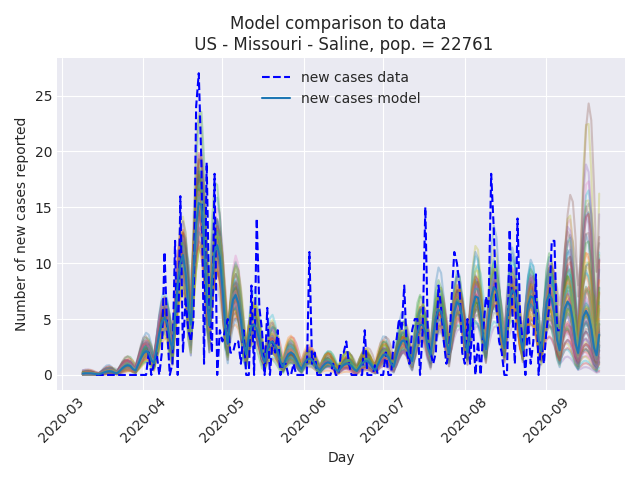 Model comparison to data
US - Missouri - Saline, pop. = 22761
new cases data
new cases model
Number of new cases reported
25
20
15
10
5
0
2020-03
2020-04
2020-05
2020-06
2020-07
2020-08
2020-09
Day